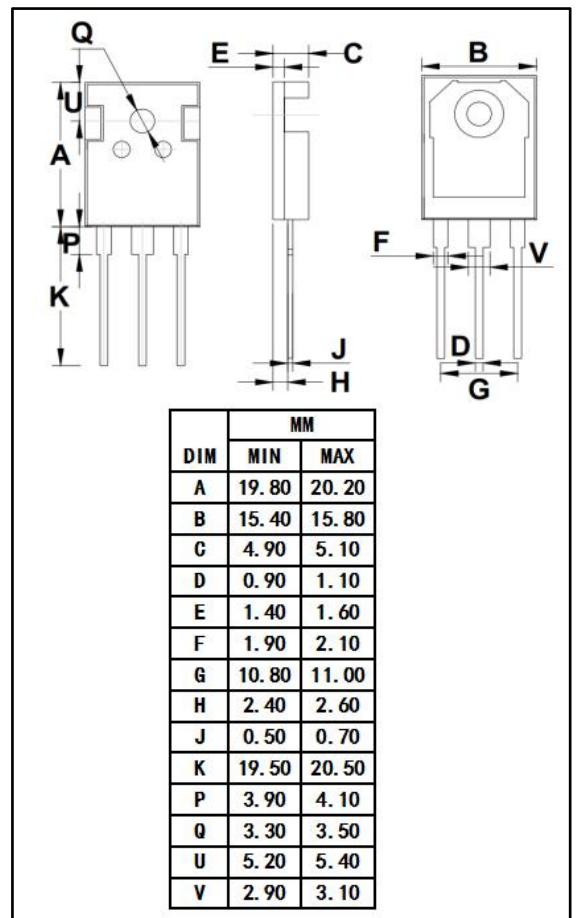 Q
E C B
U
A
P
F V
K
J D
H G
MM
DIM MIN MAX
A 19.80 20.20
B 15.40 15.80
C 4.90 5.10
D 0.90 1.10
E 1.40 1.60
F 1.90 2.10
G 10.80 11.00
H 2.40 2.60
J 0.50 0.70
K 19.50 20.50
P 3.90 4.10
Q 3.30 3.50
U 5.20 5.40
V 2.90 3.10